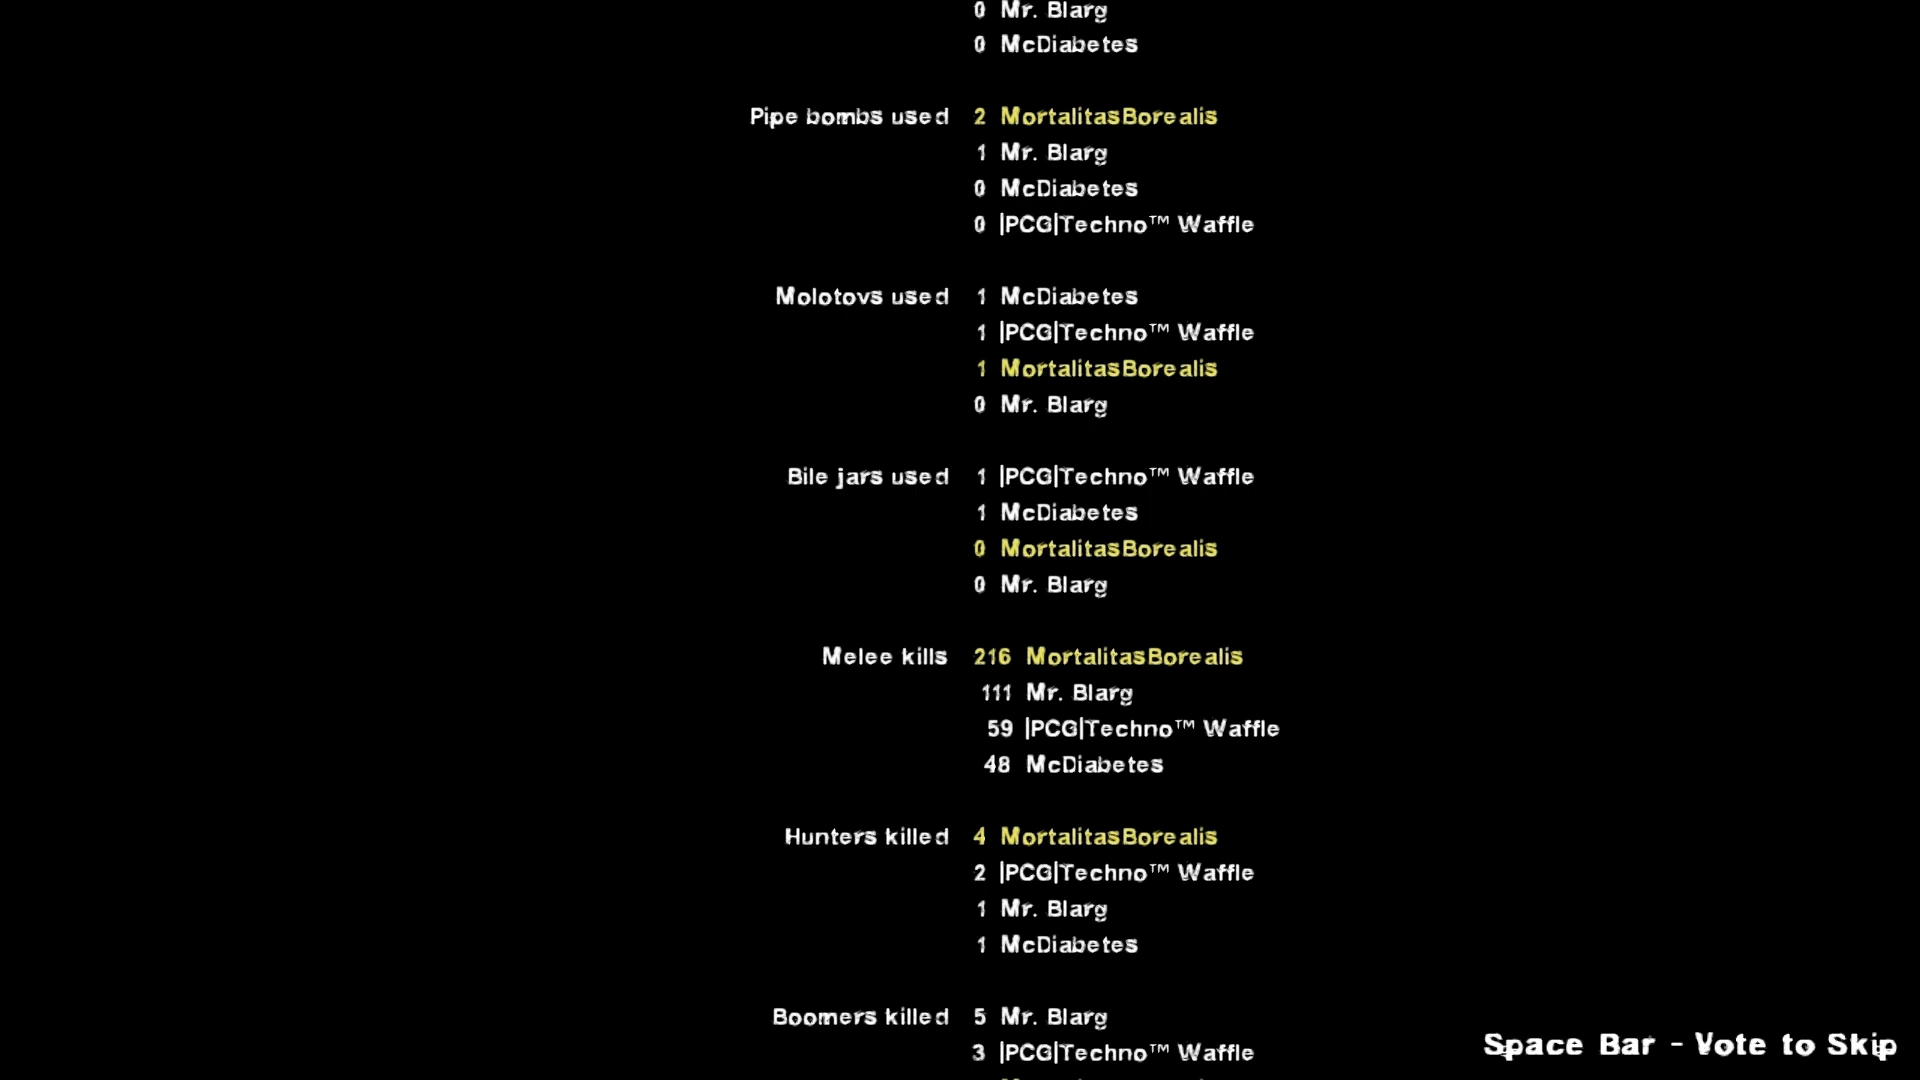 0 Mr. Blarg
0 McDiabetes
Pipe bombs used 2 MortalitasBorealis
1 Mr. Blarg
0 McDiabetes
0 |PCG|Techno™ Waffle
Molotovs used 1 McDiabetes
1 |PCG|Techno™ Waffle
1 MortalitasBorealis
0 Mr. Blarg
Bile jars used 1 |PCG|Techno™ Waffle
1 McDiabetes
0 MortalitasBorealis
0 Mr. Blarg
Melee kills 216 MortalitasBorealis
111 Mr. Blarg
59 |PCG|Techno™ Waffle
48 McDiabetes
Hunters killed 4 MortalitasBorealis
2 |PCG|Techno™ Waffle
1 Mr. Blarg
1 McDiabetes
Boomers killed 5 Mr. Blarg
3 |PCG|Techno™ Waffle
Space Bar - Vote to Skip